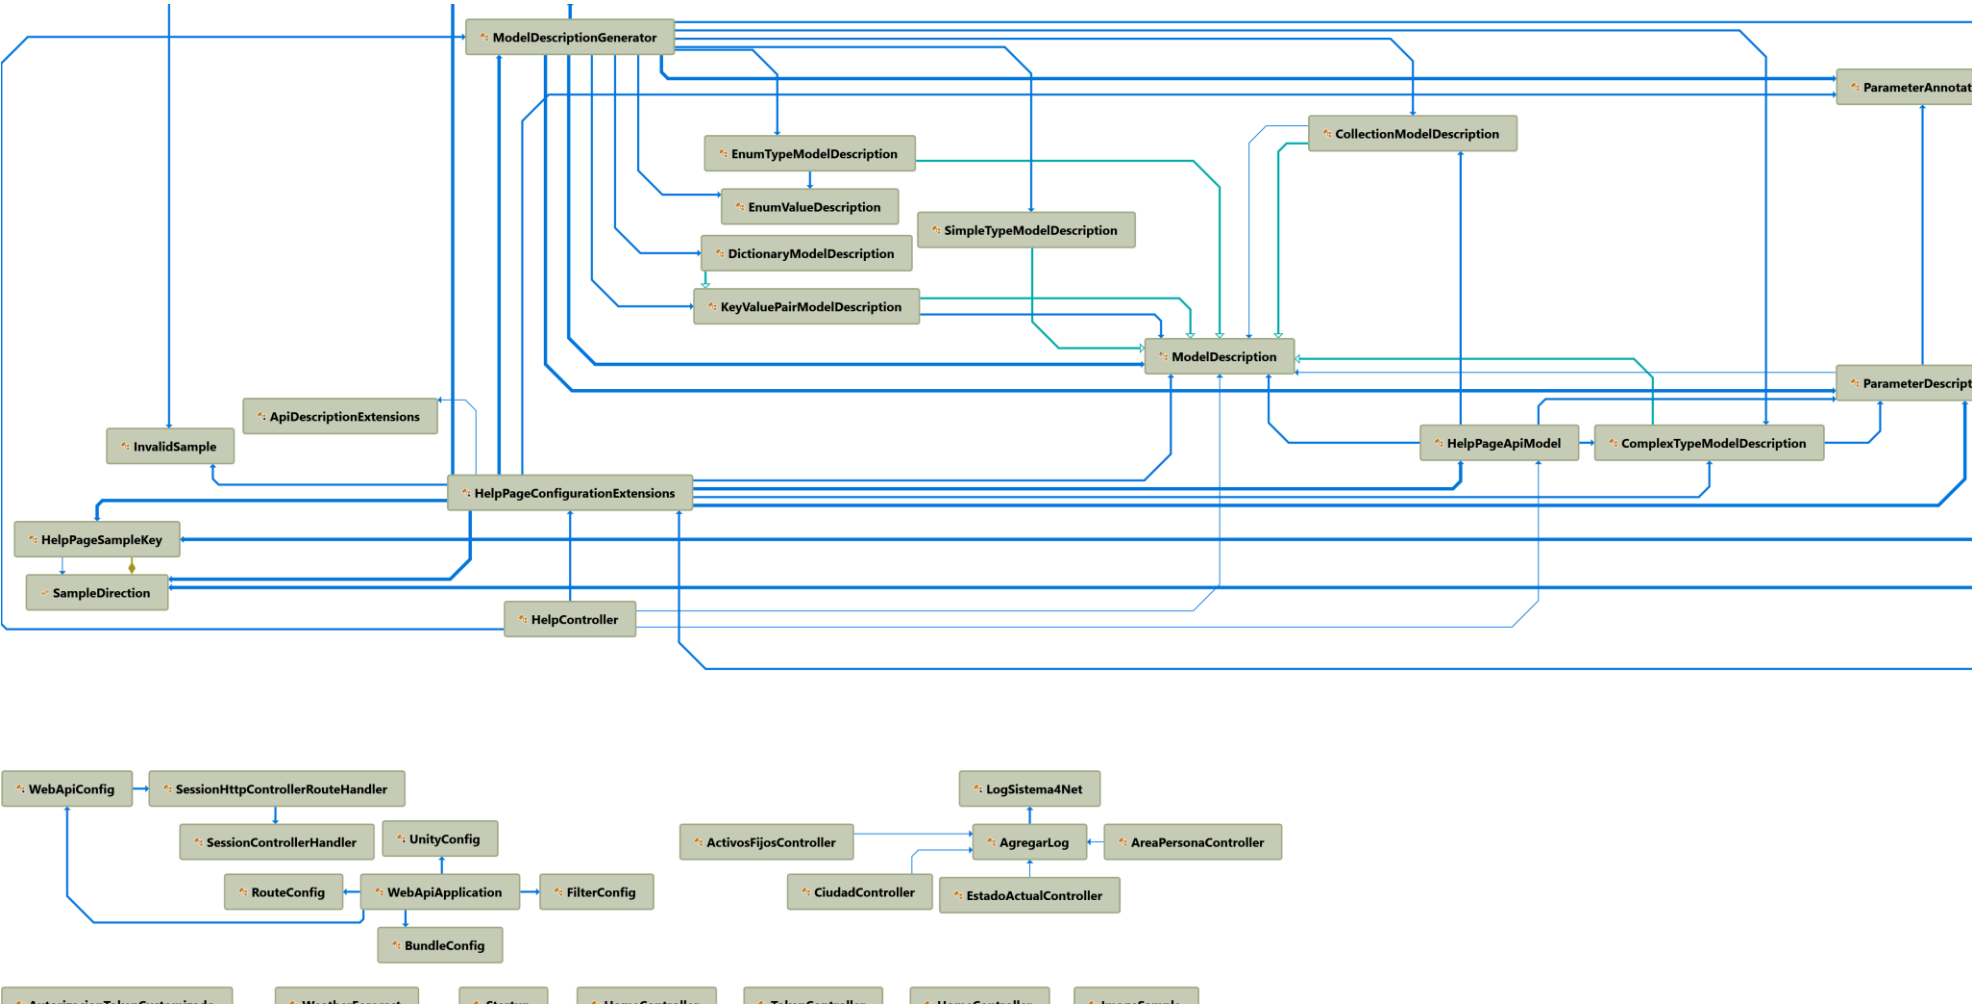 ModelDescriptionGenerator
ParameterAnnotat
CollectionModelDescription
EnumTypeModelDescription
EnumValueDescription
SimpleTypeModelDescription
DictionaryModelDescription
KeyValuePairModelDescription
ModelDescription
ParameterDescript
ApiDescriptionExtensions
InvalidSample
HelpPageApiModel
ComplexTypeModelDescription
HelpPageConfigurationExtensions
HelpPageSampleKey
SampleDirection
HelpController
WebApiConfig
SessionHttpControllerRouteHandler
LogSistema4Net
SessionControllerHandler
UnityConfig
ActivosFijosController
AgregarLog
AreaPersonaController
RouteConfig
WebApiApplication
FilterConfig
CiudadController
EstadoActualController
BundleConfig